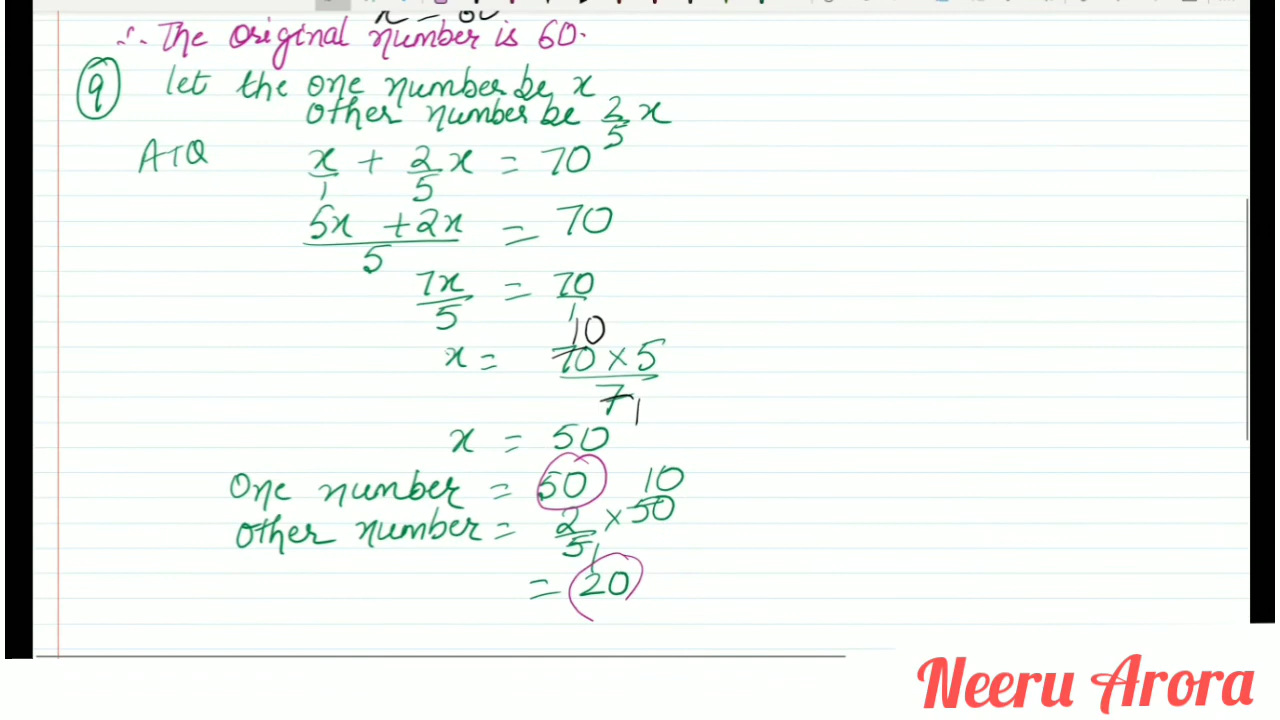 x = 60
∴ The original number is 60.
9 let the one number be x
Other number be 2/5 x
ATQ x/1 + 2/5 x = 70
5x + 2x / 5 = 70
7x/5 = 70/1
10
x = 70 × 5 / 7 1
x = 50
One number = 50 10
Other number = 2/5 × 50
1
= 20
Neeru Arora